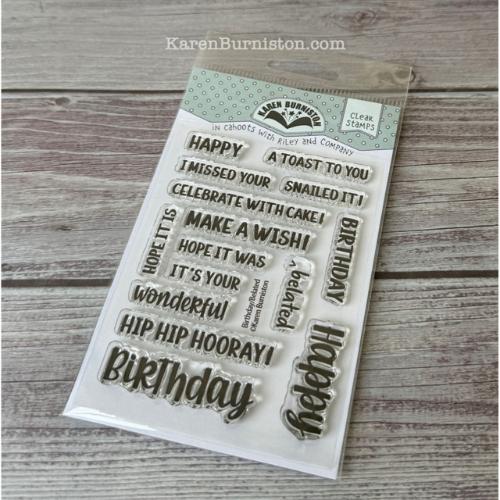 KarenBurniston.com
KAREN BURNISTON
CLEAR STAMPS
in cahoots with Riley and Company
HAPPY
A TOAST TO YOU
I MISSED YOUR
SNAILED IT!
CELEBRATE WITH CAKE!
MAKE A WISH!
BIRTHDAY
HOPE IT IS
HOPE IT WAS
IT'S YOUR
belated
wonderful
Birthday/Belated
©Karen Burniston
HIP HIP HOORAY!
Happy
BiRTHday